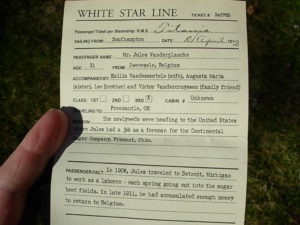 WHITE STAR LINE
TICKET #
Passenger Ticket per Steamship: R.M.S. Titanic
SAILING FROM: Southampton DATE 10/April/1912
PASSENGER NAME: Mr. Jules Vanderplancke
AGE 31 FROM Zwevezele, Belgium
ACCOMPANIED BY Emilia Vandemoortele (wife), Augusta Maria
(sister, Leo (brother) and Victor Vandercruyssen (family friend)
CLASS: 1ST 2ND 3RD X CABIN # Unknown
TRAVELING TO: Freemantle, OH
REASON: The newlyweds were heading to the United States
where Jules had a job as a foreman for the Continental
Sugar Company, Fremont, Ohio.
PASSENGER FACT In 1906, Jules traveled to Detroit, Michigan
to work as a laborer - each spring going out into the sugar
beet fields. In late 1911, he had accumulated enough money
to return to Belgium.